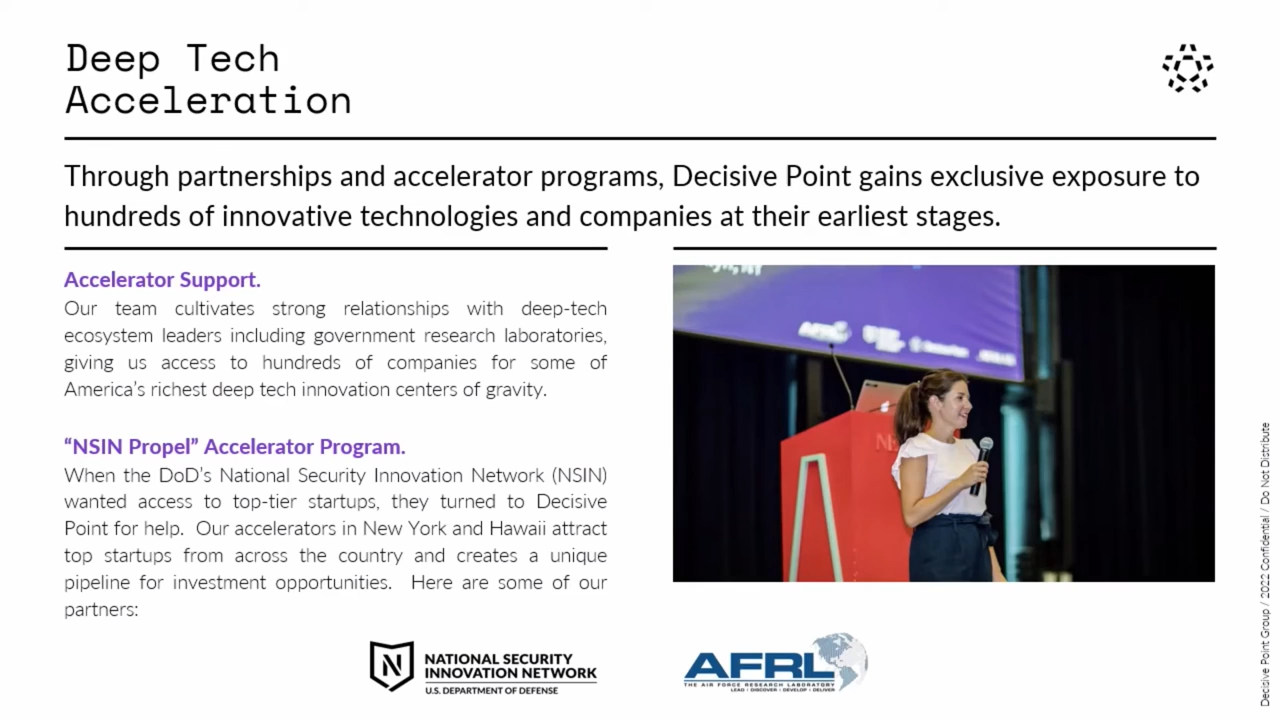 Deep Tech
Acceleration
Through partnerships and accelerator programs, Decisive Point gains exclusive exposure to
hundreds of innovative technologies and companies at their earliest stages.
Accelerator Support.
Our team cultivates strong relationships with deep-tech
ecosystem leaders including government research laboratories,
giving us access to hundreds of companies for some of
America's richest deep tech innovation centers of gravity.
“NSIN Propel” Accelerator Program.
When the DoD's National Security Innovation Network (NSIN)
wanted access to top-tier startups, they turned to Decisive
Point for help. Our accelerators in New York and Hawaii attract
top startups from across the country and creates a unique
pipeline for investment opportunities. Here are some of our
partners:
N
NATIONAL SECURITY
INNOVATION NETWORK
U.S. DEPARTMENT OF DEFENSE
AFRL
THE AIR FORCE RESEARCH LABORATORY
LEAD | DISCOVER | DEVELOP | DELIVER
Decisive Point Group / 2022 Confidential / Do Not Distribute